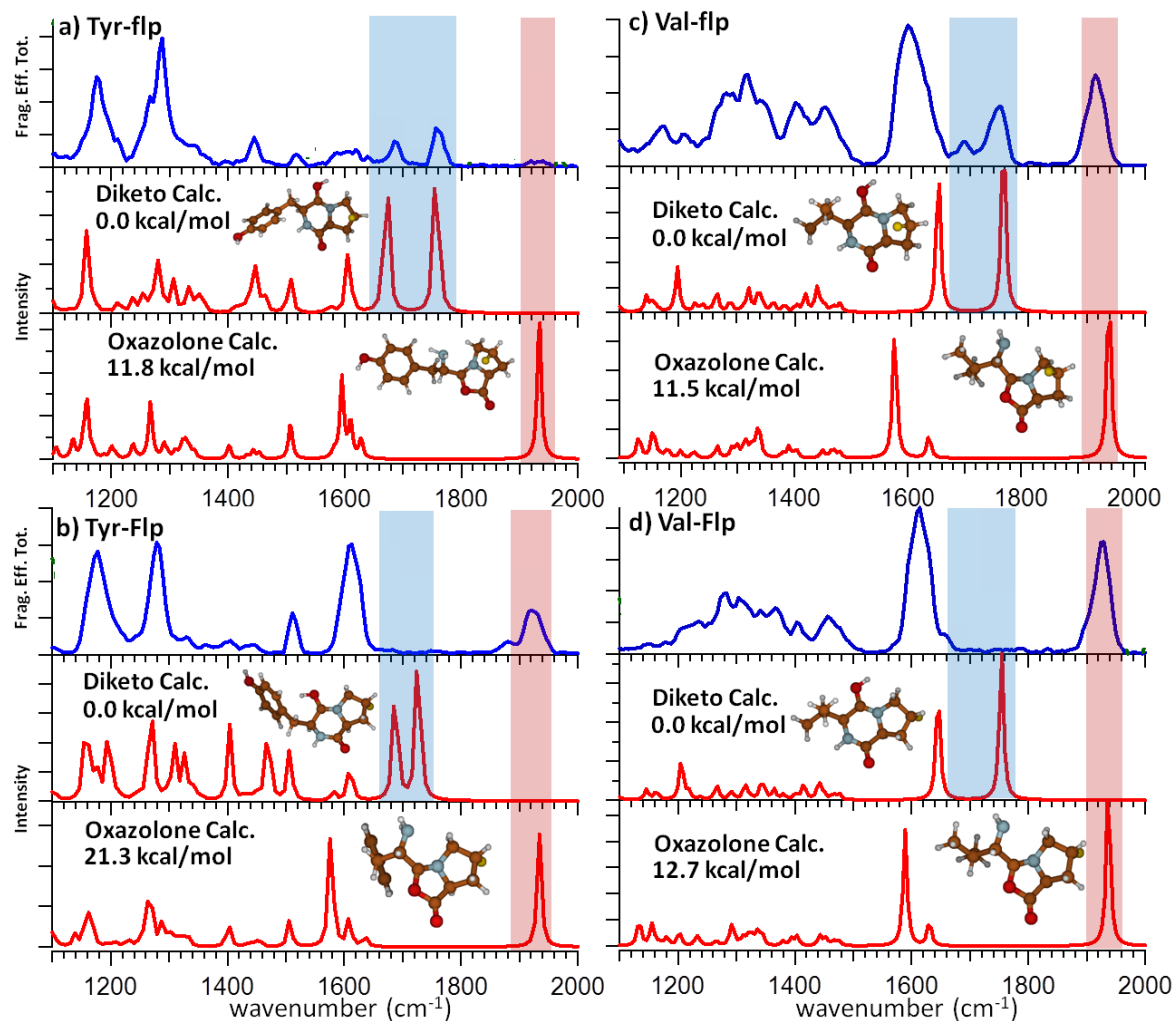 a) Tyr-flp
Frag. Eff. Tot.
Diketo Calc.
0.0 kcal/mol
Intensity
Oxazolone Calc.
11.8 kcal/mol
1200 1400 1600 1800 2000
b) Tyr-Flp
Frag. Eff. Tot.
Diketo Calc.
0.0 kcal/mol
Intensity
Oxazolone Calc.
21.3 kcal/mol
1200 1400 1600 1800 2000
wavenumber (cm-1)
c) Val-flp
Diketo Calc.
0.0 kcal/mol
Oxazolone Calc.
11.5 kcal/mol
1200 1400 1600 1800 2000
d) Val-Flp
Diketo Calc.
0.0 kcal/mol
Oxazolone Calc.
12.7 kcal/mol
1200 1400 1600 1800 2000
wavenumber (cm-1)